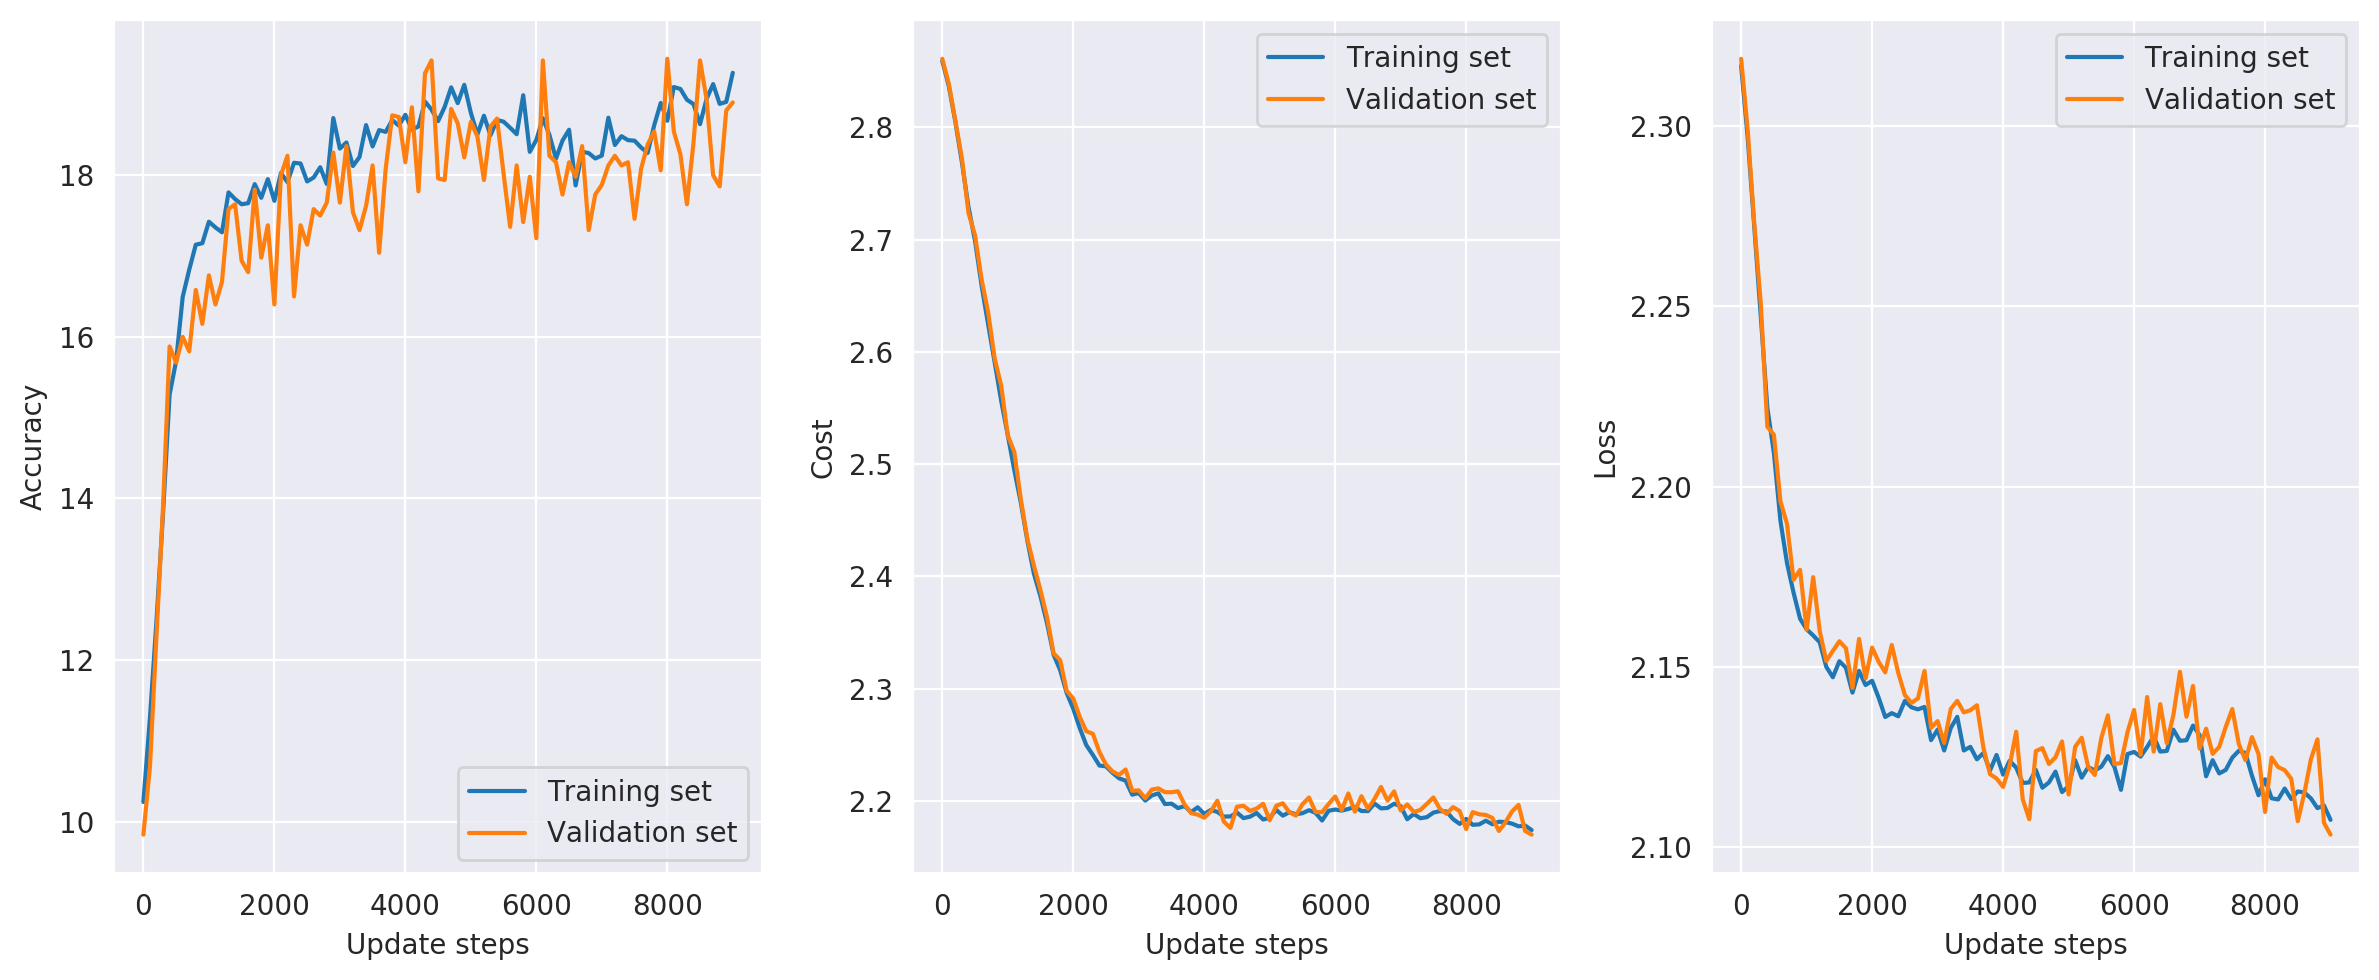 Accuracy
18
16
14
12
10
Training set
Validation set
0 2000 4000 6000 8000
Update steps
Cost
2.8
2.7
2.6
2.5
2.4
2.3
2.2
Training set
Validation set
0 2000 4000 6000 8000
Update steps
Loss
2.30
2.25
2.20
2.15
2.10
Training set
Validation set
0 2000 4000 6000 8000
Update steps